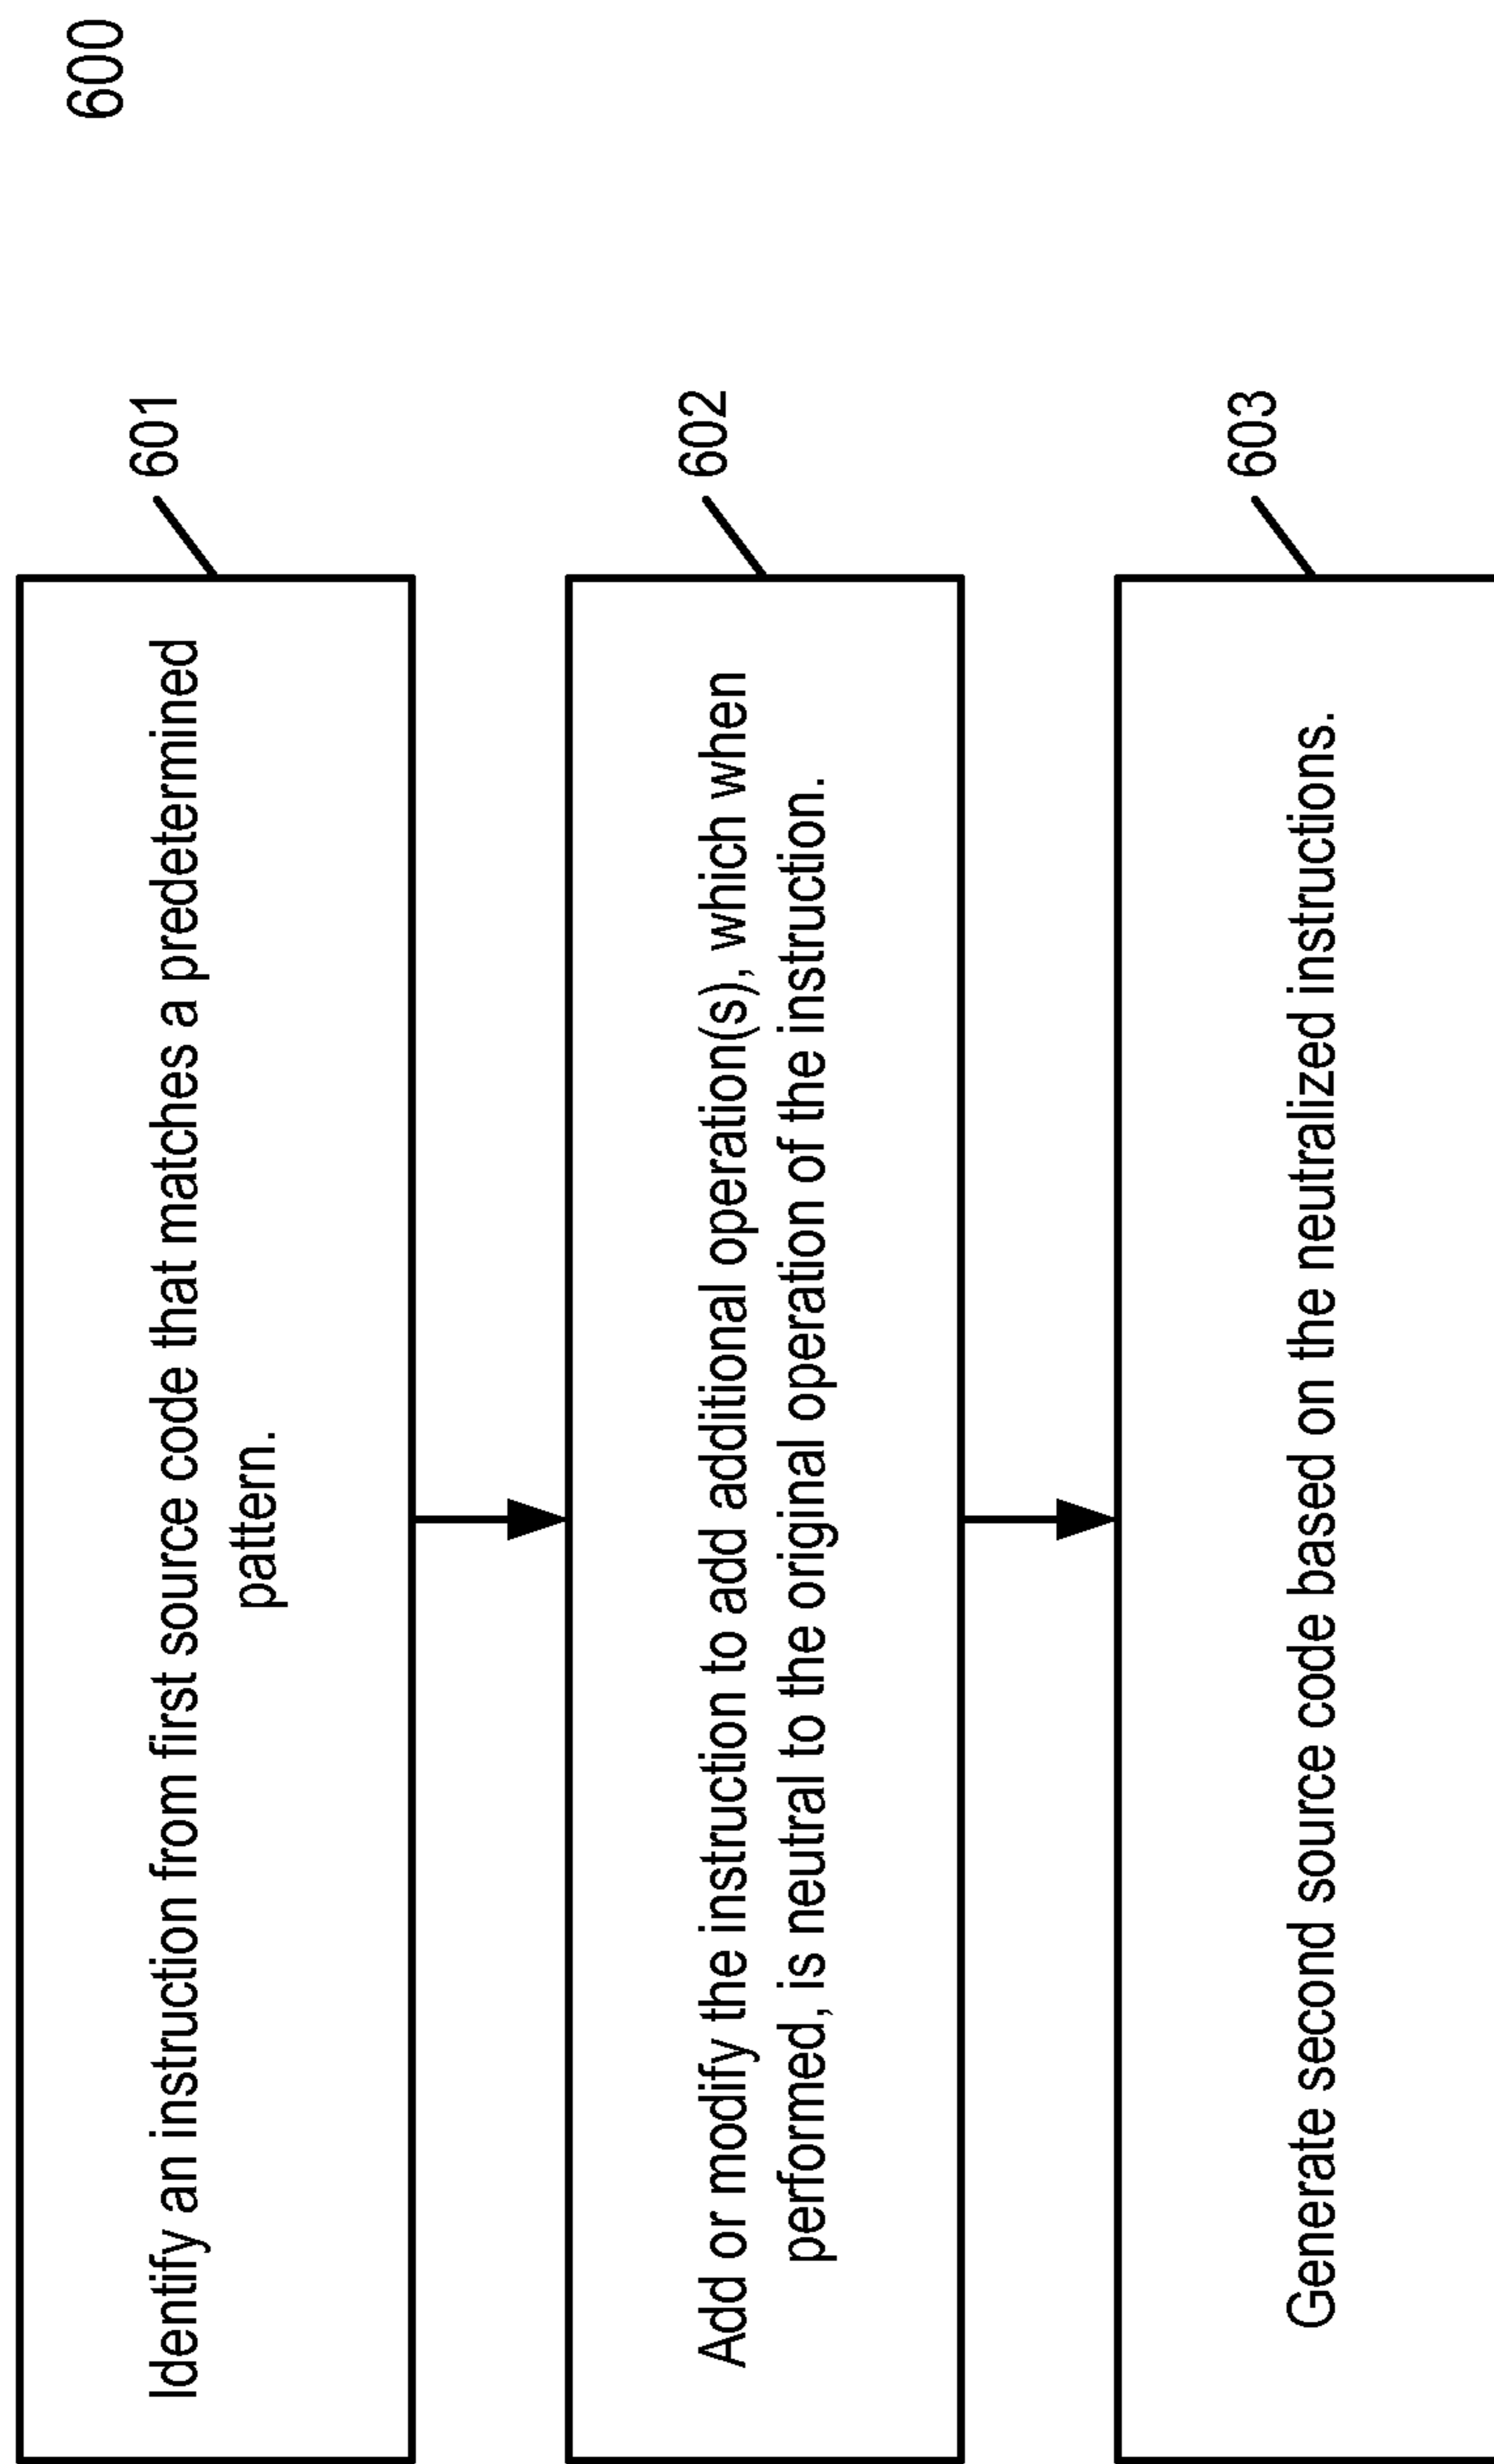 600
601
Identify an instruction from first source code that matches a predetermined
pattern.
602
Add or modify the instruction to add additional operation(s), which when
performed, is neutral to the original operation of the instruction.
603
Generate second source code based on the neutralized instructions.